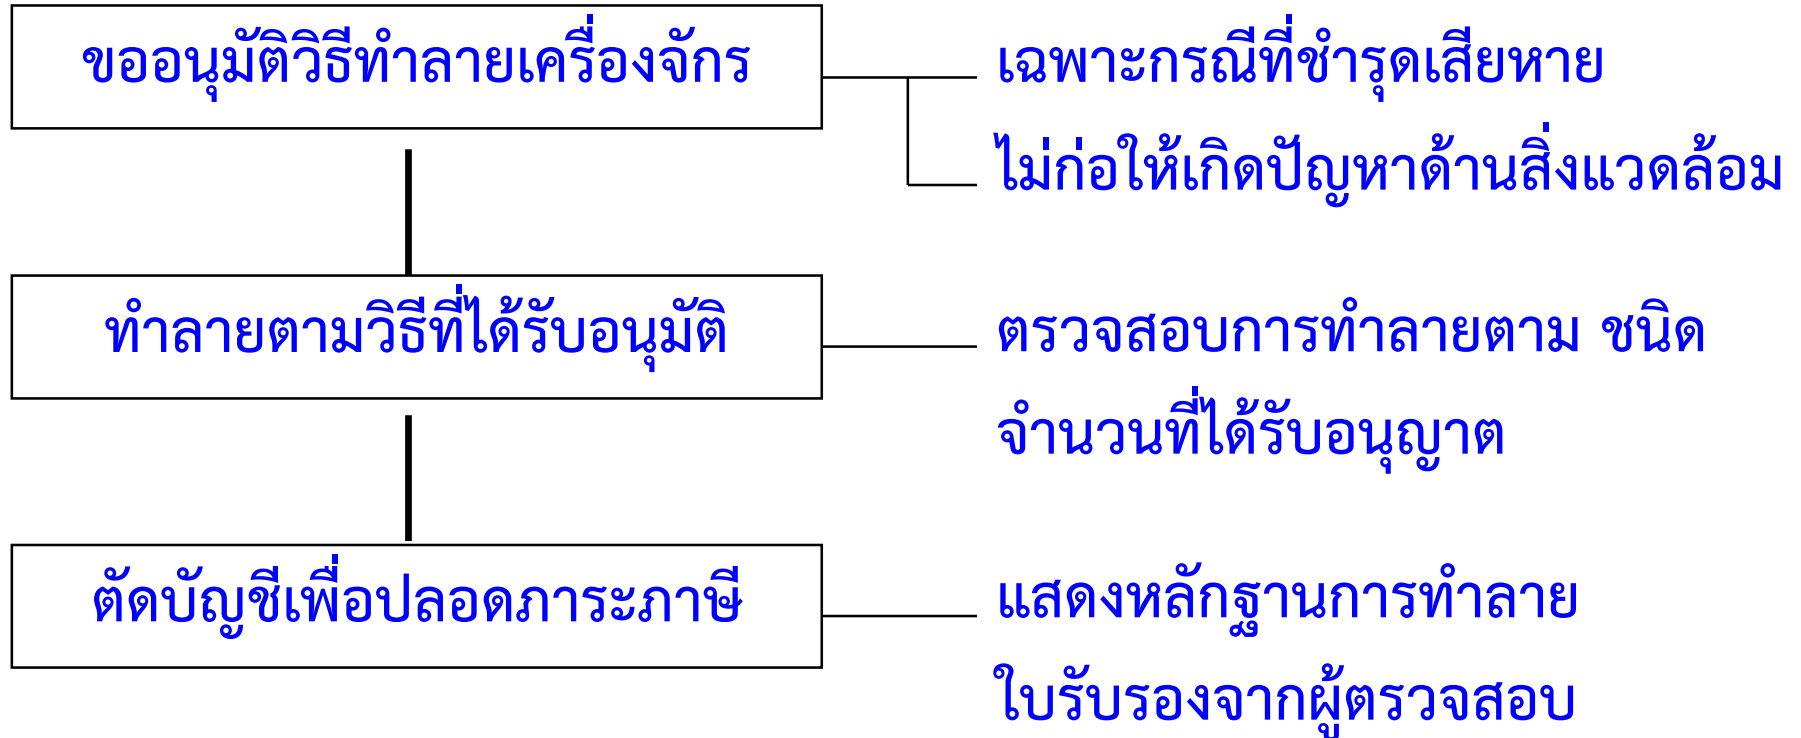 ขออนุมัติวิธีทำลายเครื่องจักร
เฉพาะกรณีที่ชำรุดเสียหาย
ไม่ก่อให้เกิดปัญหาด้านสิ่งแวดล้อม
ทำลายตามวิธีที่ได้รับอนุมัติ
ตรวจสอบการทำลายตาม ชนิด
จำนวนที่ได้รับอนุญาต
ตัดบัญชีเพื่อปลอดภาระภาษี
แสดงหลักฐานการทำลาย
ใบรับรองจากผู้ตรวจสอบ